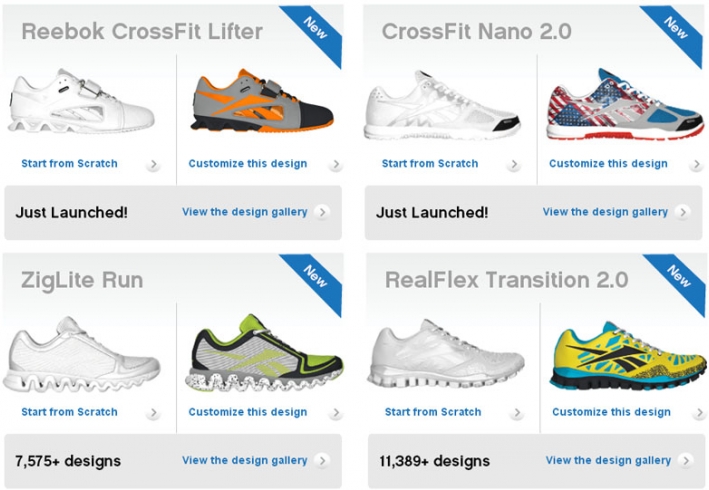 Reebok CrossFit Lifter
New
Start from Scratch
Customize this design
Just Launched!
View the design gallery
CrossFit Nano 2.0
New
Start from Scratch
Customize this design
Just Launched!
View the design gallery
ZigLite Run
New
Start from Scratch
Customize this design
7,575+ designs
View the design gallery
RealFlex Transition 2.0
New
Start from Scratch
Customize this design
11,389+ designs
View the design gallery